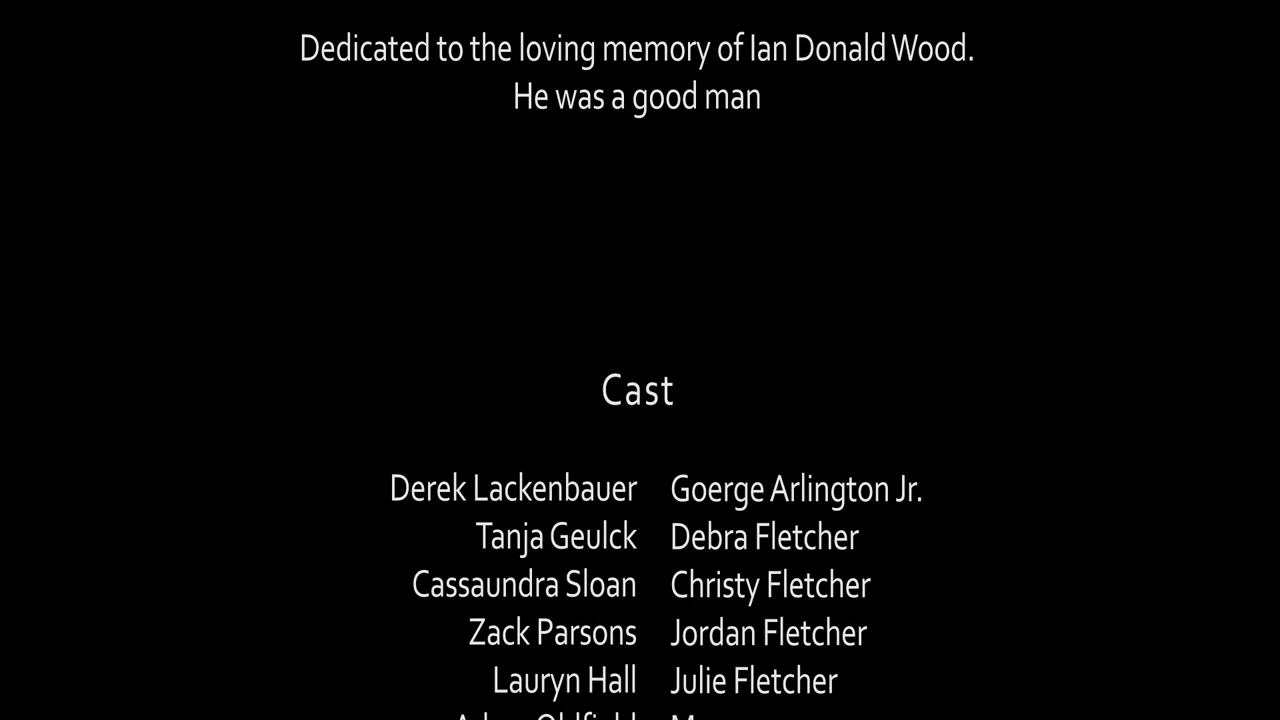 Dedicated to the loving memory of Ian Donald Wood.
He was a good man
Cast
Derek Lackenbauer Goerge Arlington Jr.
Tanja Geulck Debra Fletcher
Cassaundra Sloan Christy Fletcher
Zack Parsons Jordan Fletcher
Lauryn Hall Julie Fletcher